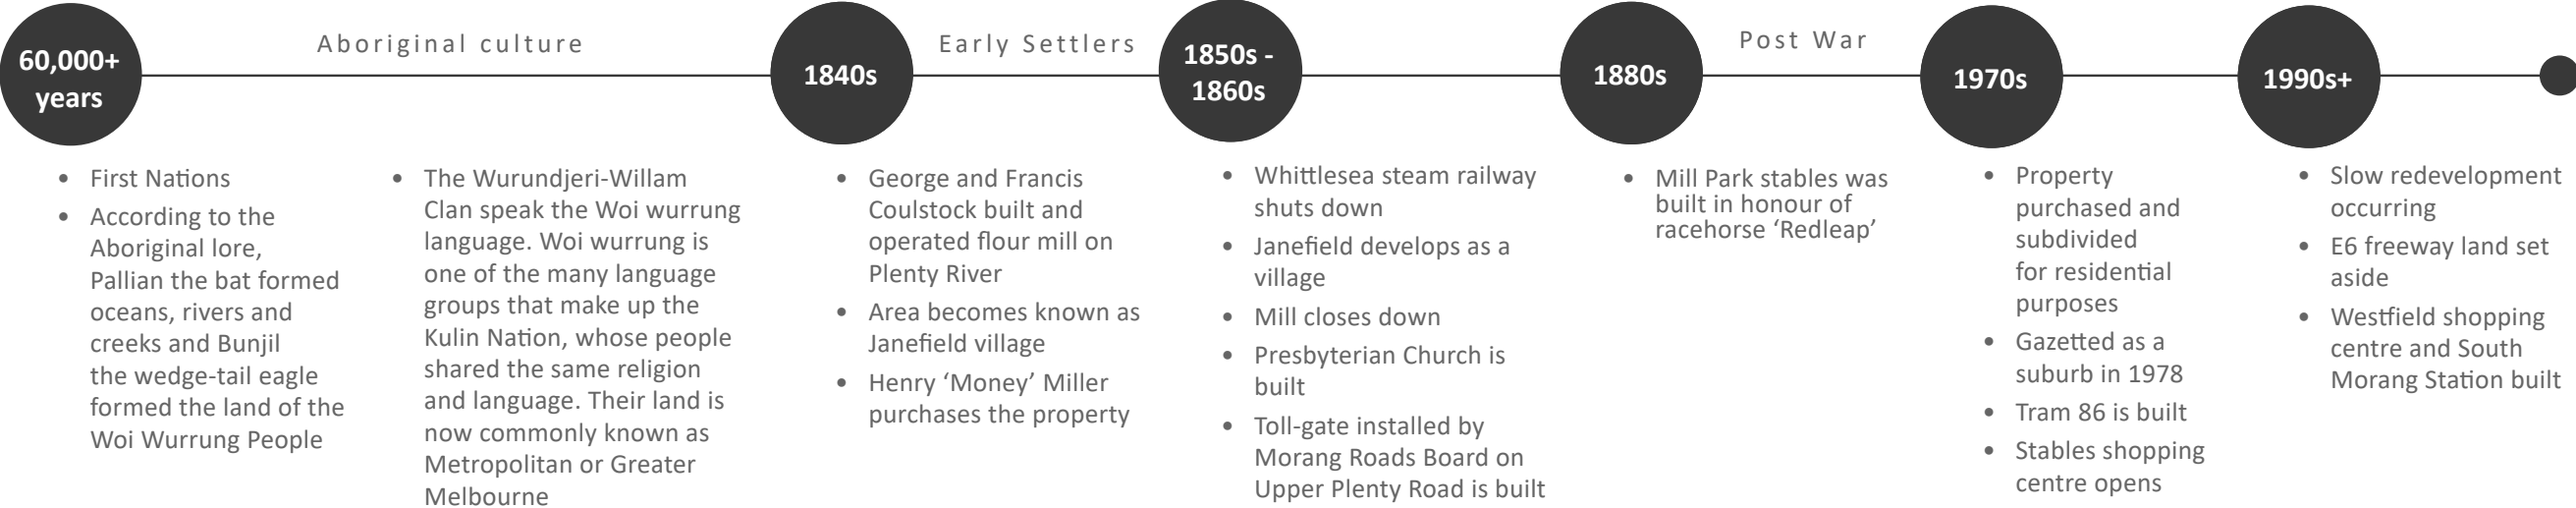 60,000+
years
Aboriginal culture
1840s
Early Settlers
1850s -
1860s
1880s
Post War
1970s
1990s+
• First Nations
• According to the
Aboriginal lore,
Pallian the bat formed
oceans, rivers and
creeks and Bunjil
the wedge-tail eagle
formed the land of the
Woi Wurrung People
• The Wurundjeri-Willam
Clan speak the Woi wurrung
language. Woi wurrung is
one of the many language
groups that make up the
Kulin Nation, whose people
shared the same religion
and language. Their land is
now commonly known as
Metropolitan or Greater
Melbourne
• George and Francis
Coulstock built and
operated flour mill on
Plenty River
• Area becomes known as
Janefield village
• Henry ‘Money’ Miller
purchases the property
• Whittlesea steam railway
shuts down
• Janefield develops as a
village
• Mill closes down
• Presbyterian Church is
built
• Toll-gate installed by
Morang Roads Board on
Upper Plenty Road is built
• Mill Park stables was
built in honour of
racehorse ‘Redleap’
• Property
purchased and
subdivided
for residential
purposes
• Gazetted as a
suburb in 1978
• Tram 86 is built
• Stables shopping
centre opens
• Slow redevelopment
occurring
• E6 freeway land set
aside
• Westfield shopping
centre and South
Morang Station built